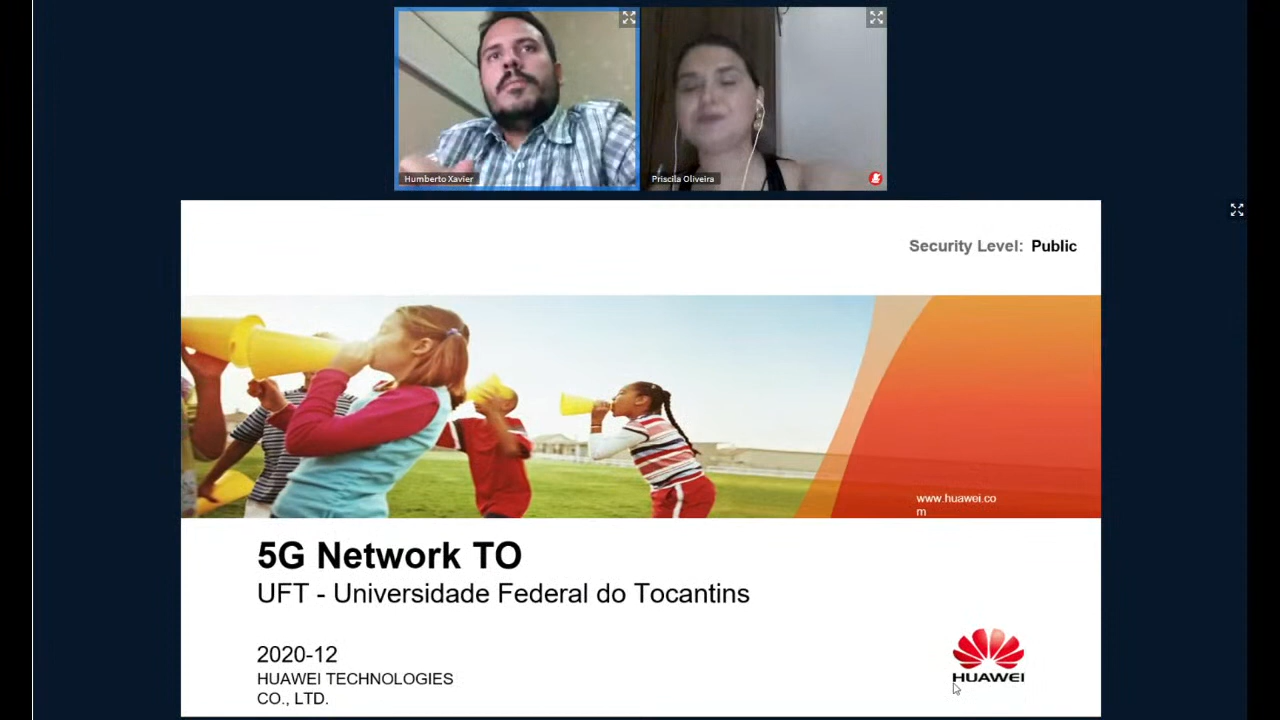 Humberto Xavier
Priscila Oliveira
Security Level: Public
www.huawei.co
m
5G Network TO
UFT - Universidade Federal do Tocantins
2020-12
HUAWEI TECHNOLOGIES
CO., LTD.
HUAWEI